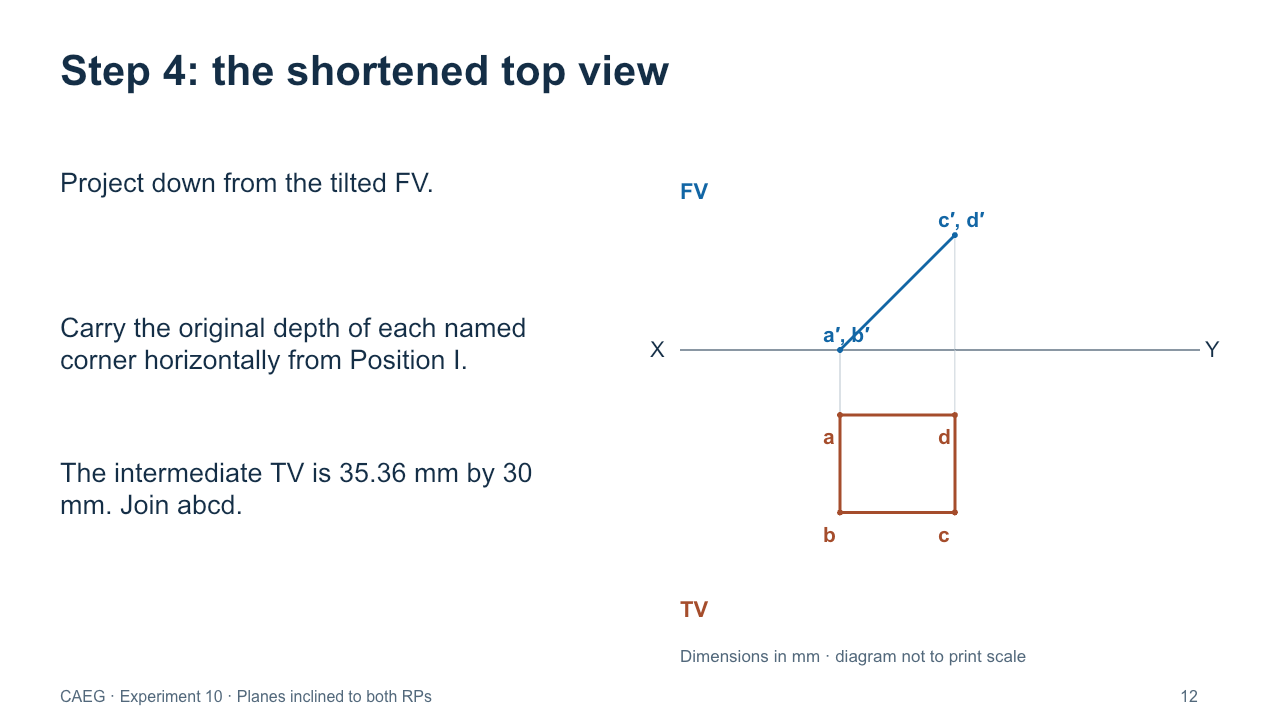 Step 4: the shortened top view
Project down from the tilted FV.
Carry the original depth of each named
corner horizontally from Position I.
The intermediate TV is 35.36 mm by 30
mm. Join abcd.
FV
c′, d′
a′, b′
X
Y
a
d
b
c
TV
Dimensions in mm · diagram not to print scale
CAEG · Experiment 10 · Planes inclined to both RPs
12